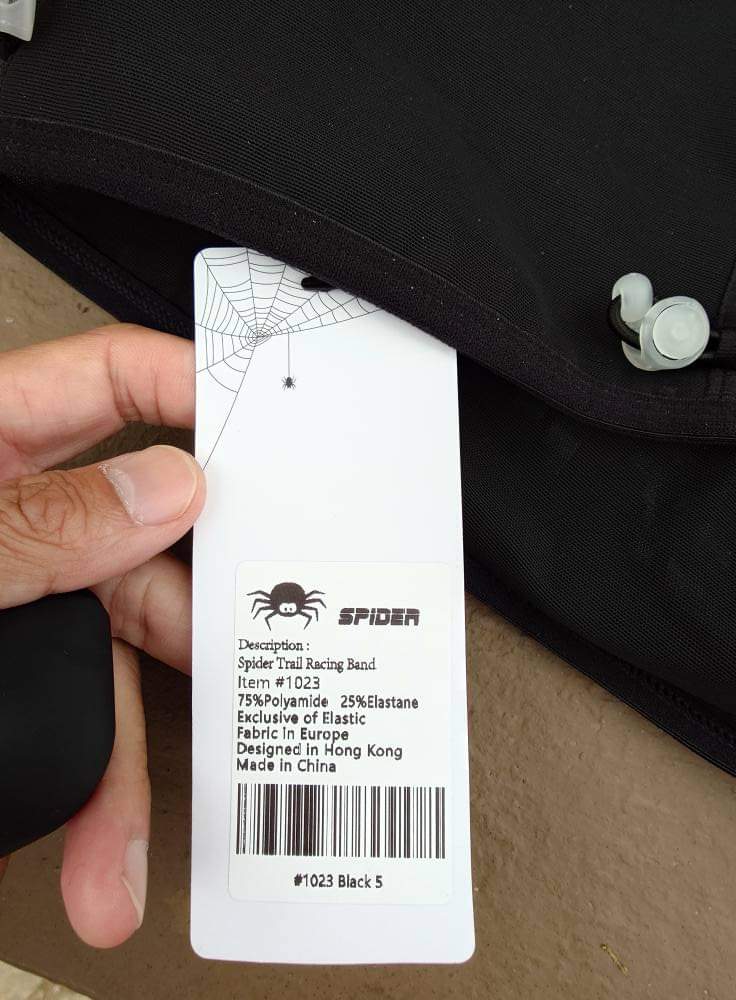 SPIDER
Description :
Spider Trail Racing Band
Item #1023
75%Polyamide 25%Elastane
Exclusive of Elastic
Fabric in Europe
Designed in Hong Kong
Made in China
#1023 Black 5